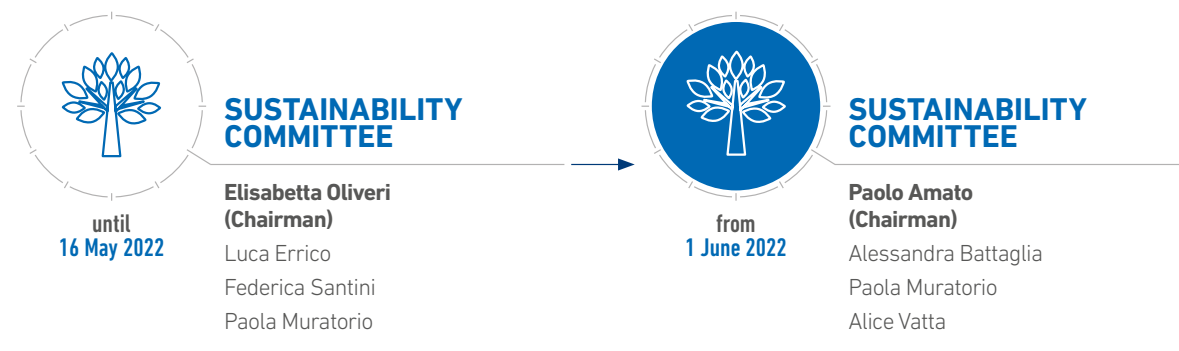 SUSTAINABILITY
COMMITTEE
Elisabetta Oliveri
(Chairman)
Luca Errico
Federica Santini
Paola Muratorio
until
16 May 2022
SUSTAINABILITY
COMMITTEE
Paolo Amato
(Chairman)
Alessandra Battaglia
Paola Muratorio
Alice Vatta
from
1 June 2022